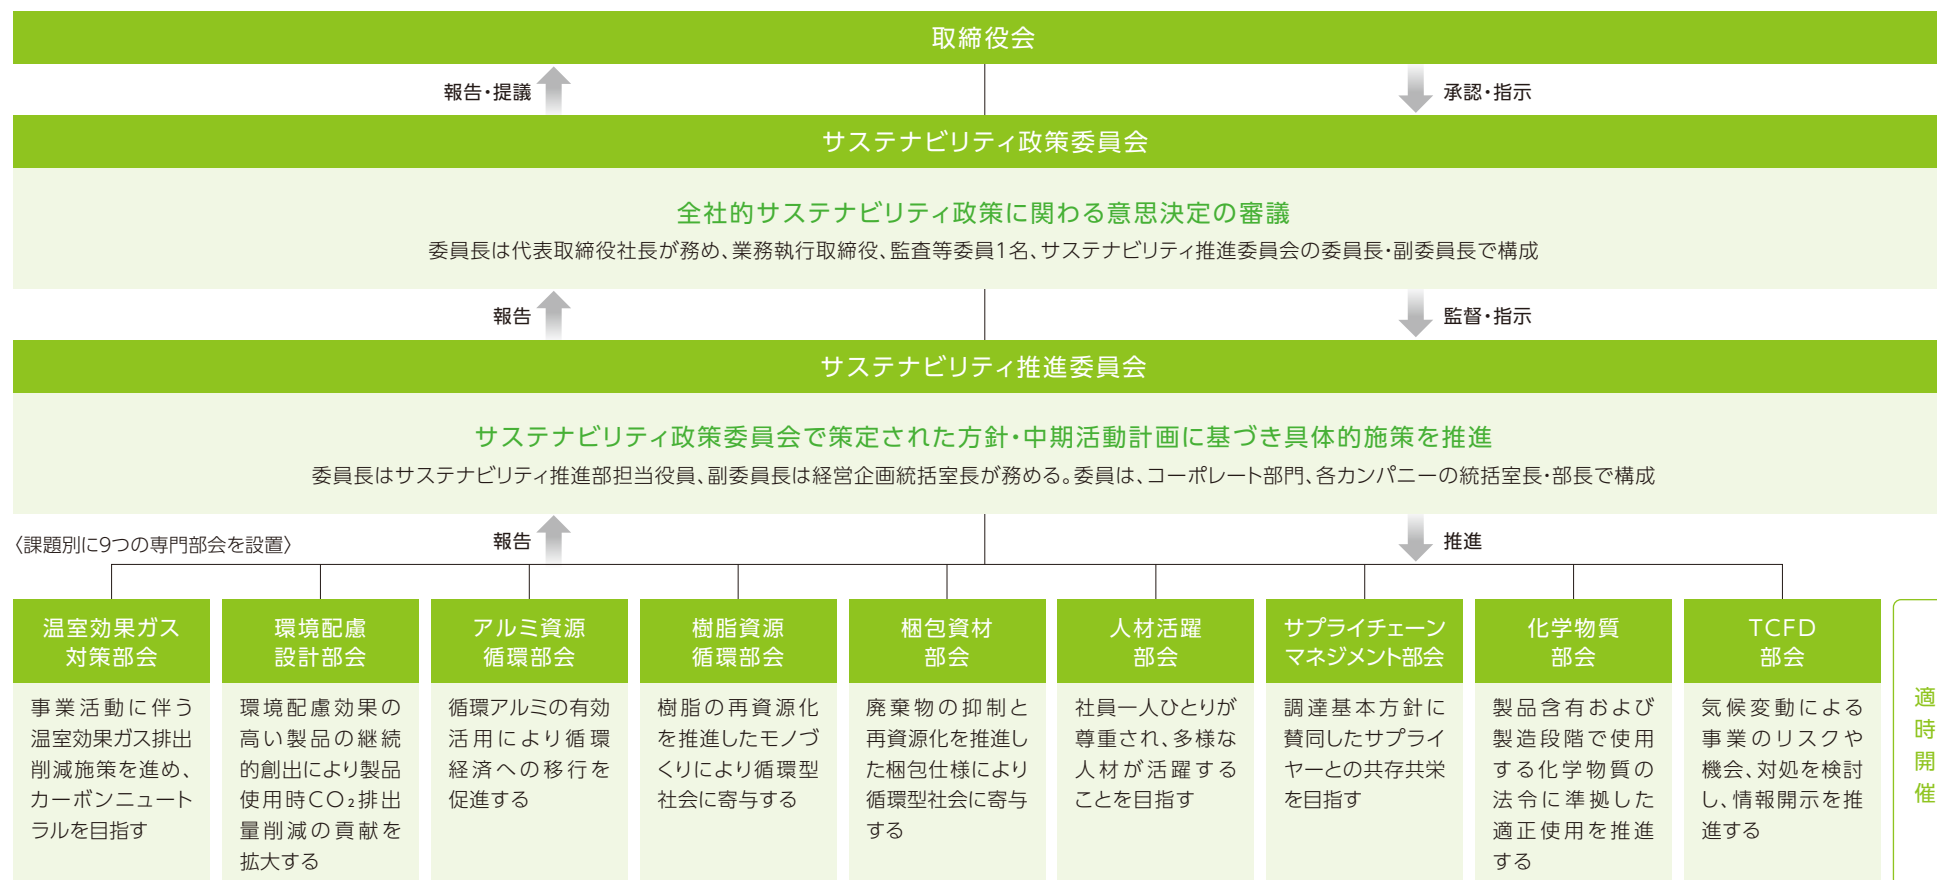 取締役会
報告・提議
承認・指示
サステナビリティ政策委員会
全社的サステナビリティ政策に関わる意思決定の審議
委員長は代表取締役社長が務め、業務執行取締役、監査等委員1名、サステナビリティ推進委員会の委員長・副委員長で構成
報告
監督・指示
サステナビリティ推進委員会
サステナビリティ政策委員会で策定された方針・中期活動計画に基づき具体的施策を推進
委員長はサステナビリティ推進部担当役員、副委員長は経営企画統括室長が務める。委員は、コーポレート部門、各カンパニーの統括室長・部長で構成
〈課題別に9つの専門部会を設置〉
報告
推進
温室効果ガス
対策部会
事業活動に伴う
温室効果ガス排出
削減施策を進め、
カーボンニュート
ラルを目指す
環境配慮
設計部会
環境配慮効果の
高い製品の継続
的創出により製品
使用時CO₂排出
量削減の貢献を
拡大する
アルミ資源
循環部会
循環アルミの有効
活用により循環
経済への移行を
促進する
樹脂資源
循環部会
樹脂の再資源化
を推進したモノづ
くりにより循環型
社会に寄与する
梱包資材
部会
廃棄物の抑制と
再資源化を推進し
た梱包仕様により
循環型社会に寄与
する
人材活躍
部会
社員一人ひとりが
尊重され、多様な
人材が活躍する
ことを目指す
サプライチェーン
マネジメント部会
調達基本方針に
賛同したサプライ
ヤーとの共存共栄
を目指す
化学物質
部会
製品含有および
製造段階で使用
する化学物質の
法令に準拠した
適正使用を推進
する
TCFD
部会
気候変動による
事業のリスクや
機会、対処を検討
し、情報開示を推
進する
適時開催